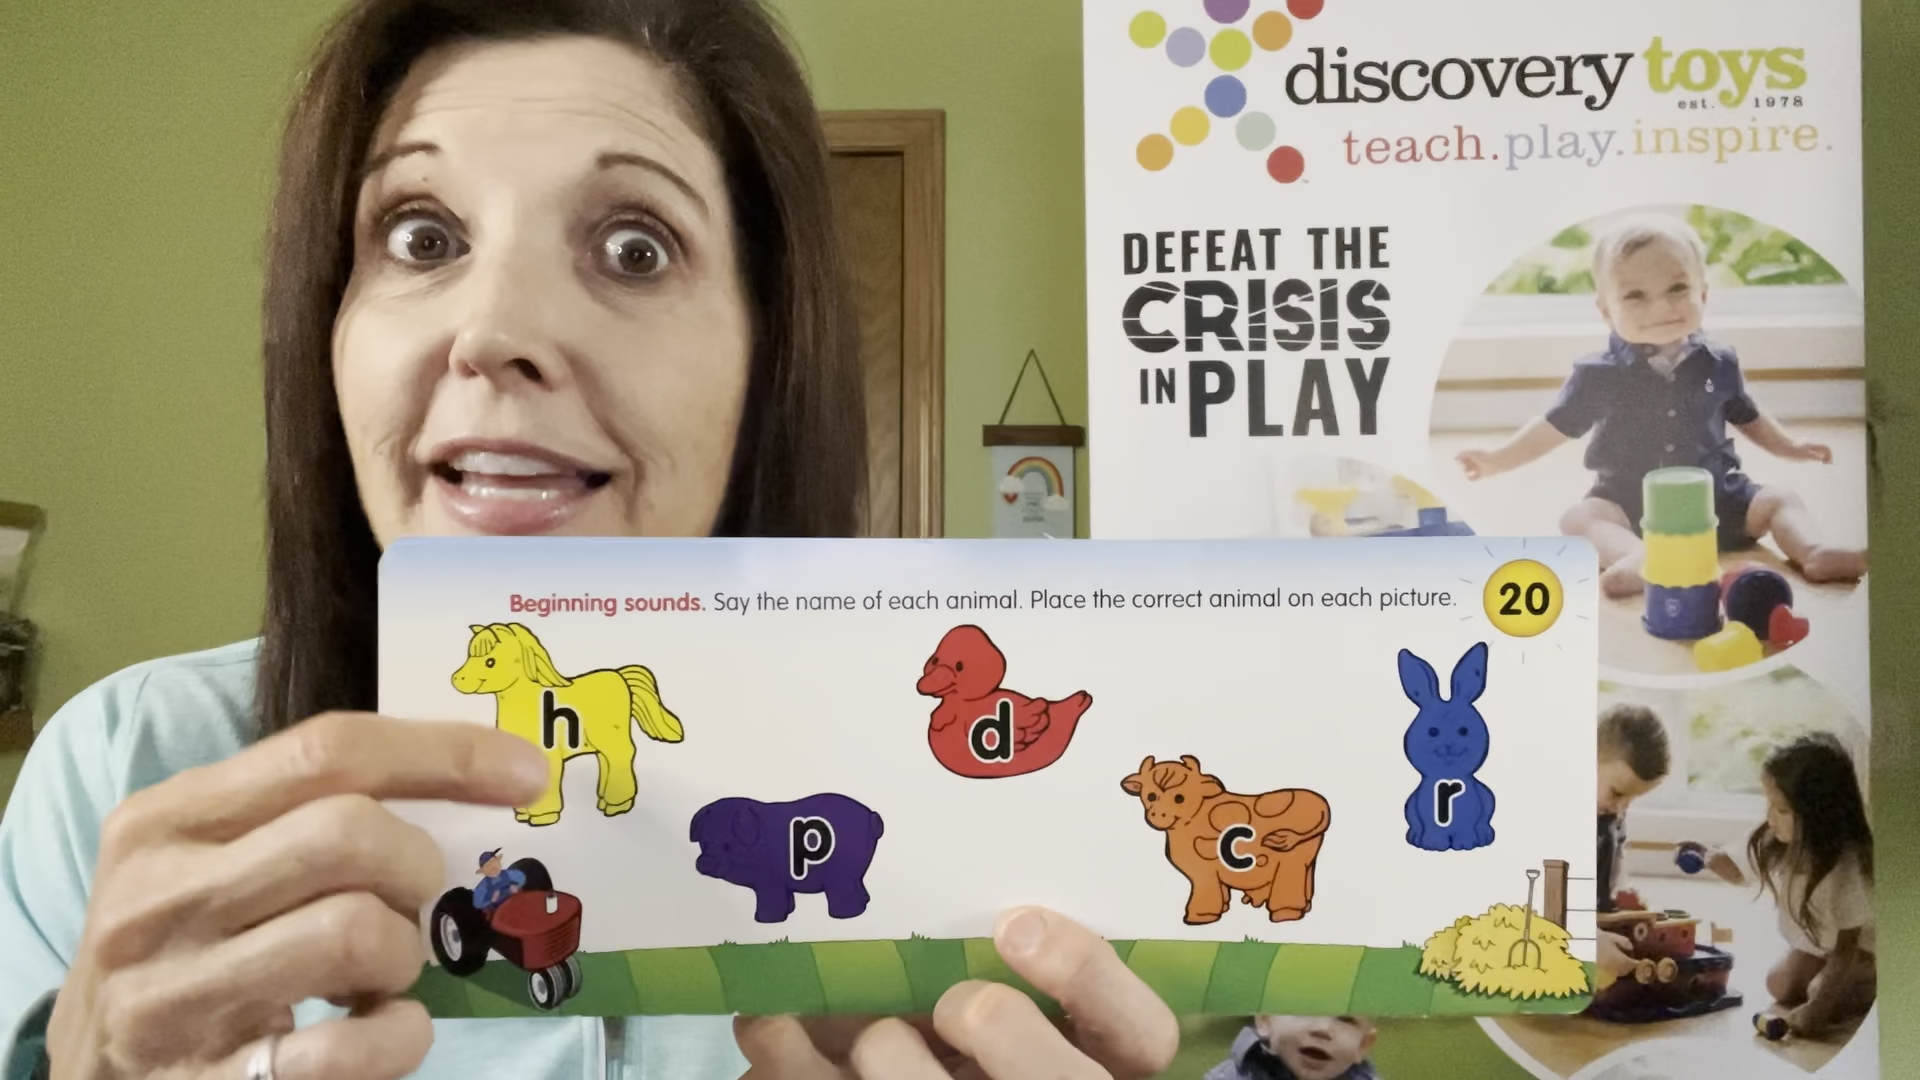 discovery toys
est. 1978
teach.play.inspire.
DEFEAT THE
CRISIS
IN PLAY
Beginning sounds. Say the name of each animal. Place the correct animal on each picture.
20
h
d
r
p
c